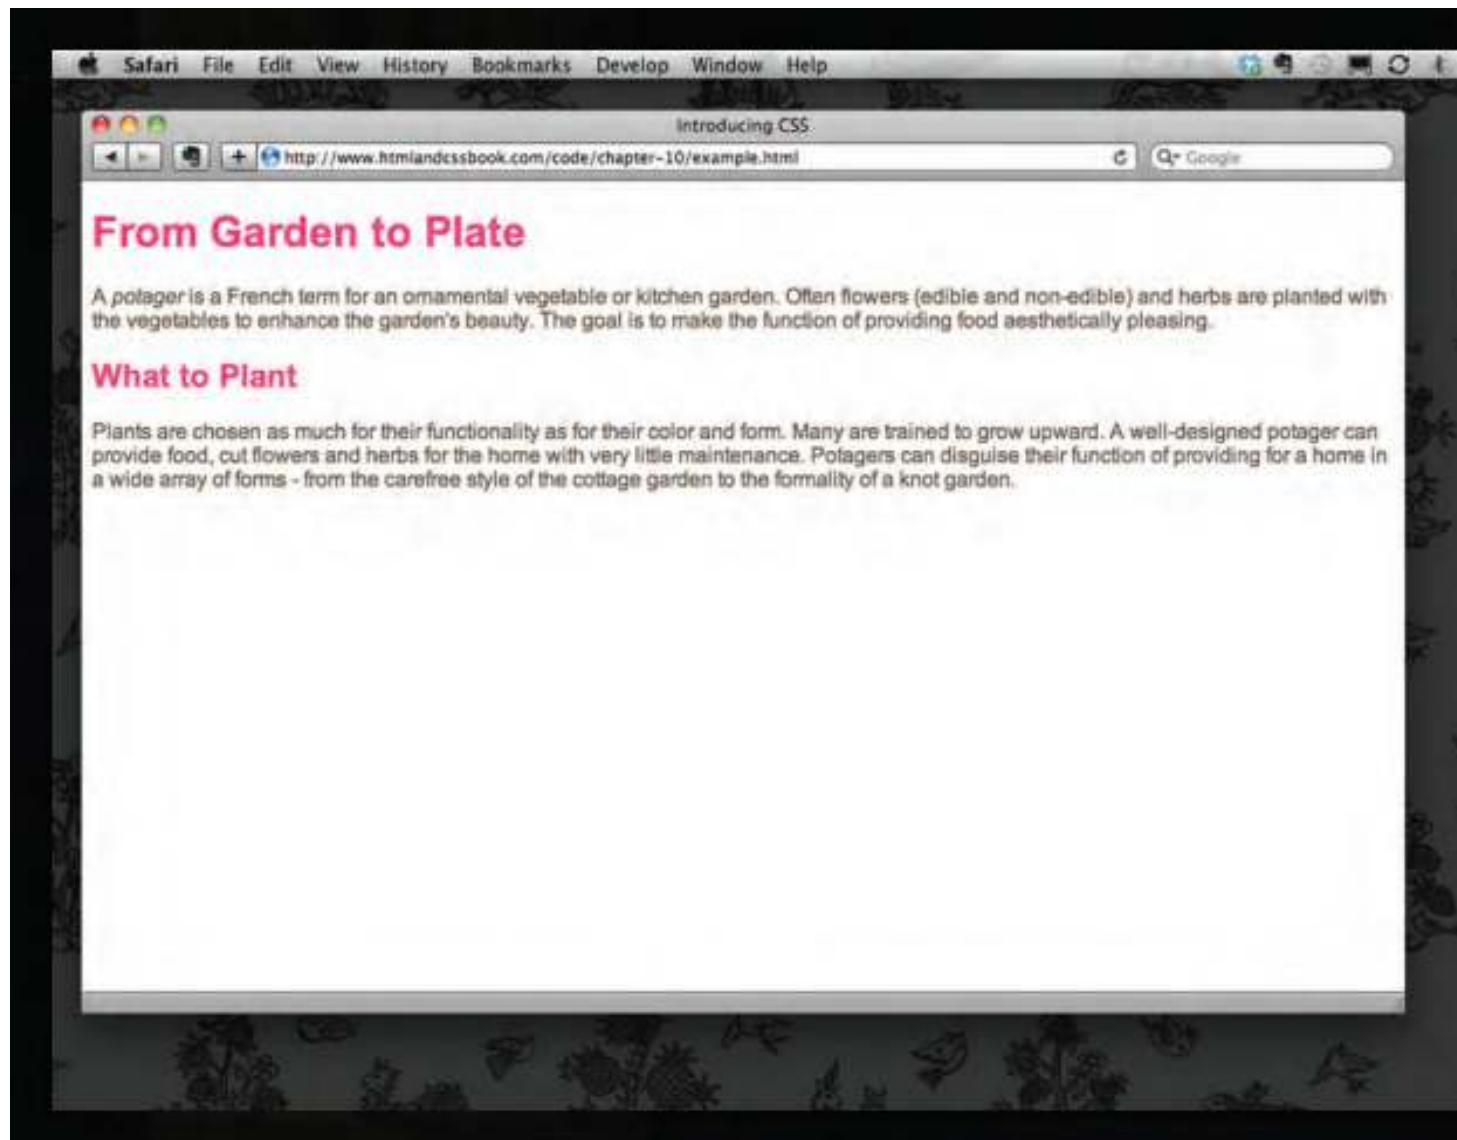 Safari File Edit View History Bookmarks Develop Window Help
Introducing CSS
http://www.htmlandcssbook.com/code/chapter-10/example.html
Google
From Garden to Plate
A potager is a French term for an ornamental vegetable or kitchen garden. Often flowers (edible and non-edible) and herbs are planted with
the vegetables to enhance the garden's beauty. The goal is to make the function of providing food aesthetically pleasing.
What to Plant
Plants are chosen as much for their functionality as for their color and form. Many are trained to grow upward. A well-designed potager can
provide food, cut flowers and herbs for the home with very little maintenance. Potagers can disguise their function of providing for a home in
a wide array of forms - from the carefree style of the cottage garden to the formality of a knot garden.